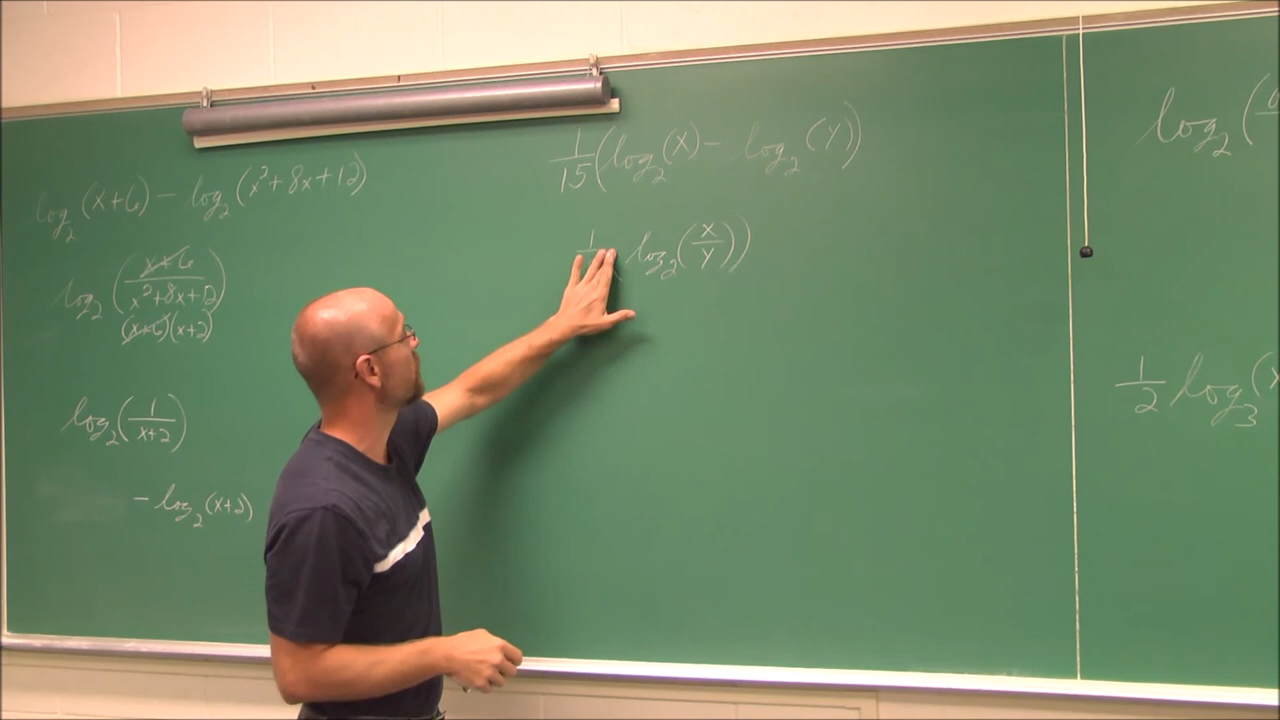 log₂(x+6) - log₂(x²+8x+12)
log₂((x+6)/(x²+8x+12))
(x+6)(x+2)
log₂(1/(x+2))
-log₂(x+2)
1/15(log₂(x) - log₂(y))
1 log₂(x/y))
log₂(
1/2 log₃(x